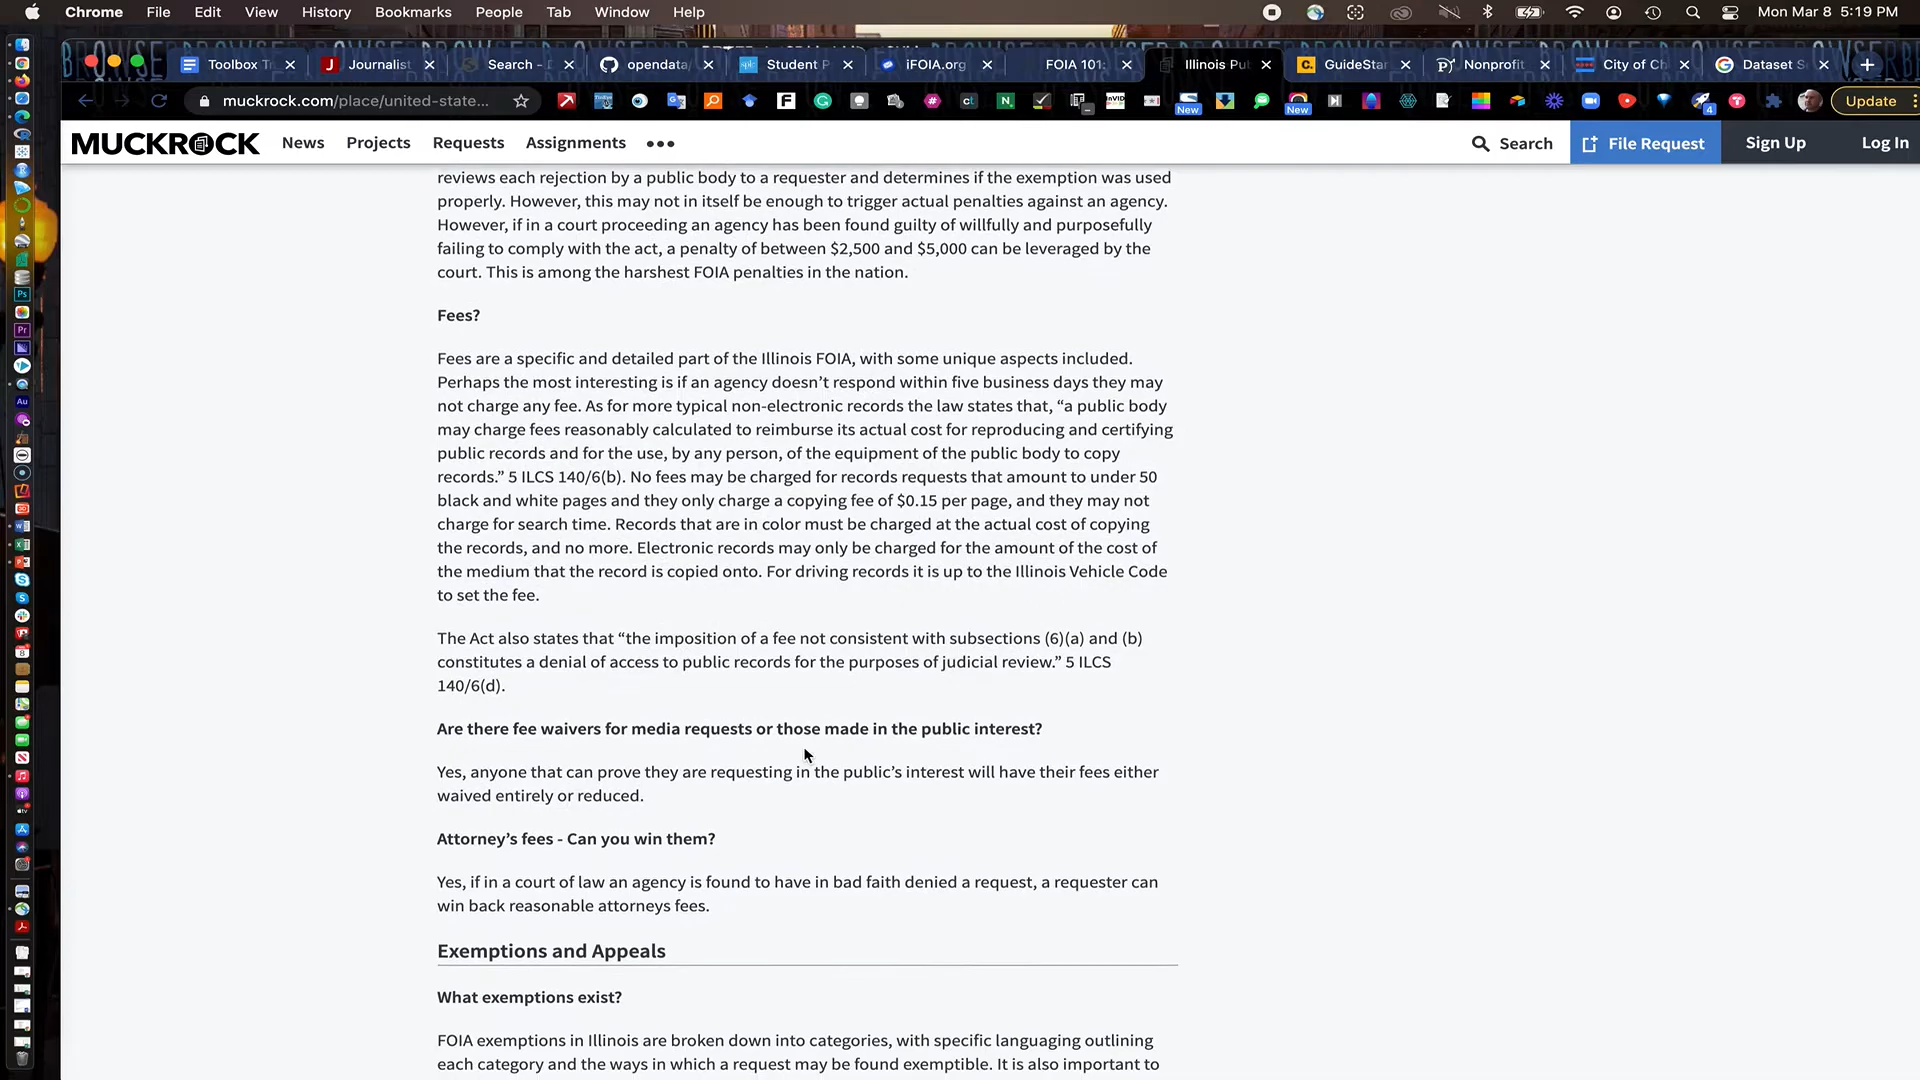 Chrome File Edit View History Bookmarks People Tab Window Help Mon Mar 8 5:19 PM
Toolbox T Journalist Search - opendata/ Student P iFOIA.org FOIA 101: Illinois Pu GuideStar Nonprofit City of Ch Dataset S
muckrock.com/place/united-state... Update
New New 4
MUCKROCK News Projects Requests Assignments Search File Request Sign Up Log In
reviews each rejection by a public body to a requester and determines if the exemption was used
properly. However, this may not in itself be enough to trigger actual penalties against an agency.
However, if in a court proceeding an agency has been found guilty of willfully and purposefully
failing to comply with the act, a penalty of between $2,500 and $5,000 can be leveraged by the
court. This is among the harshest FOIA penalties in the nation.
Fees?
Fees are a specific and detailed part of the Illinois FOIA, with some unique aspects included.
Perhaps the most interesting is if an agency doesn’t respond within five business days they may
not charge any fee. As for more typical non-electronic records the law states that, “a public body
may charge fees reasonably calculated to reimburse its actual cost for reproducing and certifying
public records and for the use, by any person, of the equipment of the public body to copy
records.” 5 ILCS 140/6(b). No fees may be charged for records requests that amount to under 50
black and white pages and they only charge a copying fee of $0.15 per page, and they may not
charge for search time. Records that are in color must be charged at the actual cost of copying
the records, and no more. Electronic records may only be charged for the amount of the cost of
the medium that the record is copied onto. For driving records it is up to the Illinois Vehicle Code
to set the fee.
The Act also states that “the imposition of a fee not consistent with subsections (6)(a) and (b)
constitutes a denial of access to public records for the purposes of judicial review.” 5 ILCS
140/6(d).
Are there fee waivers for media requests or those made in the public interest?
Yes, anyone that can prove they are requesting in the public’s interest will have their fees either
waived entirely or reduced.
Attorney’s fees - Can you win them?
Yes, if in a court of law an agency is found to have in bad faith denied a request, a requester can
win back reasonable attorneys fees.
Exemptions and Appeals
What exemptions exist?
FOIA exemptions in Illinois are broken down into categories, with specific languaging outlining
each category and the ways in which a request may be found exemptible. It is also important to